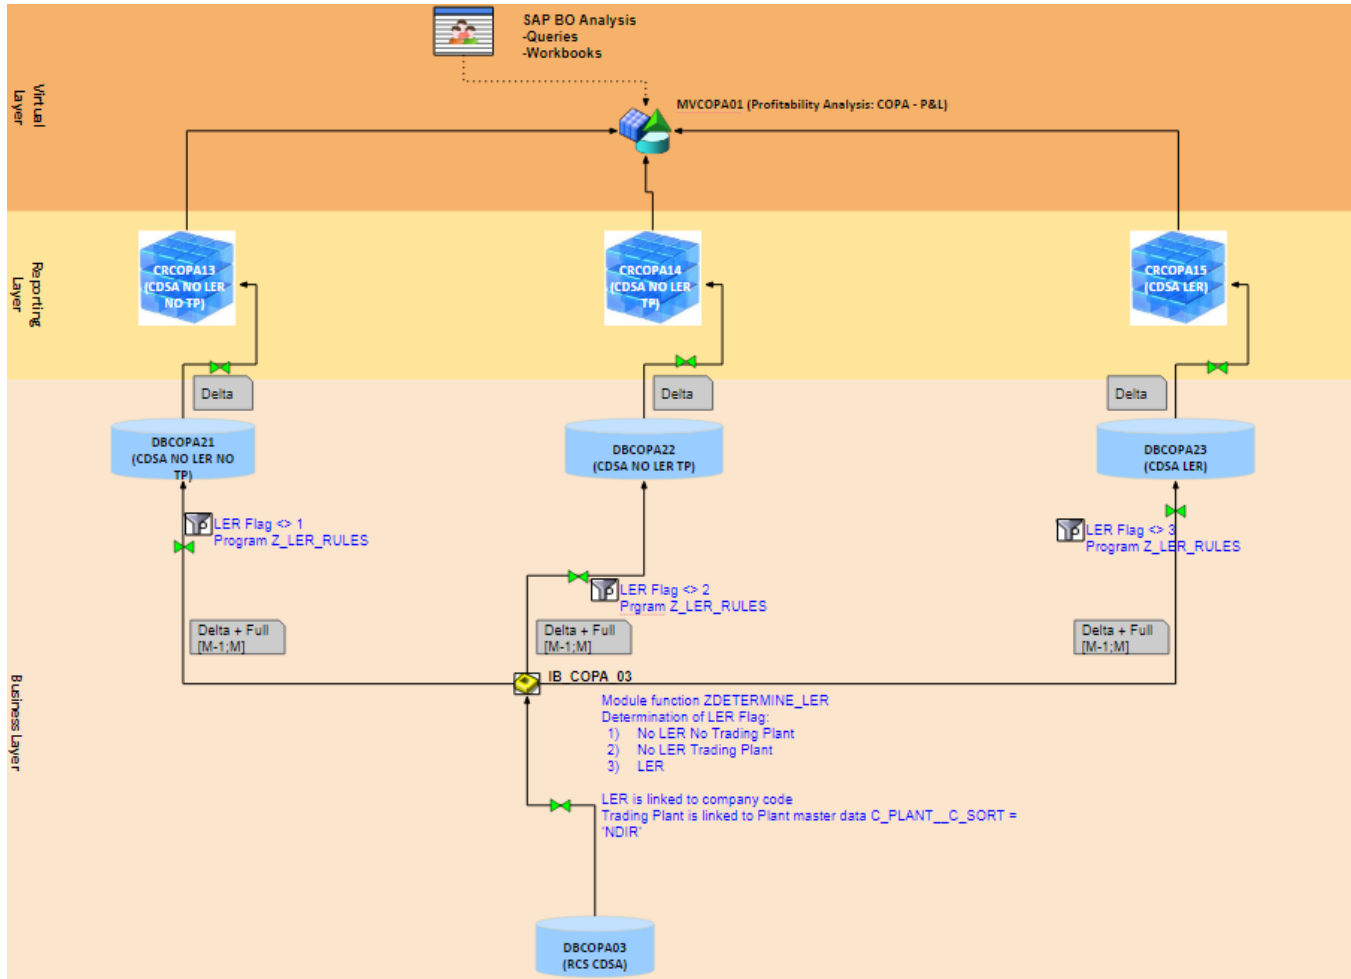 SAP BO Analysis
-Queries
-Workbooks
Virtual
Layer
MVCOPA01 (Profitability Analysis: COPA - P&L)
Reporting
Layer
CRCOPA13
(CDSA NO LER
NO TP)
CRCOPA14
(CDSA NO LER
TP)
CRCOPA15
(CDSA LER)
Delta
Delta
Delta
DBCOPA21
(CDSA NO LER NO
TP)
DBCOPA22
(CDSA NO LER TP)
DBCOPA23
(CDSA LER)
LER Flag <> 1
Program Z_LER_RULES
LER Flag <> 2
Prgram Z_LER_RULES
LER Flag <> 3
Program Z_LER_RULES
Delta + Full
[M-1;M]
Delta + Full
[M-1;M]
Delta + Full
[M-1;M]
Business Layer
IB_COPA_03
Module function ZDETERMINE_LER
Determination of LER Flag:
1) No LER No Trading Plant
2) No LER Trading Plant
3) LER
LER is linked to company code
Trading Plant is linked to Plant master data C_PLANT__C_SORT =
'NDIR'
DBCOPA03
(RCS CDSA)